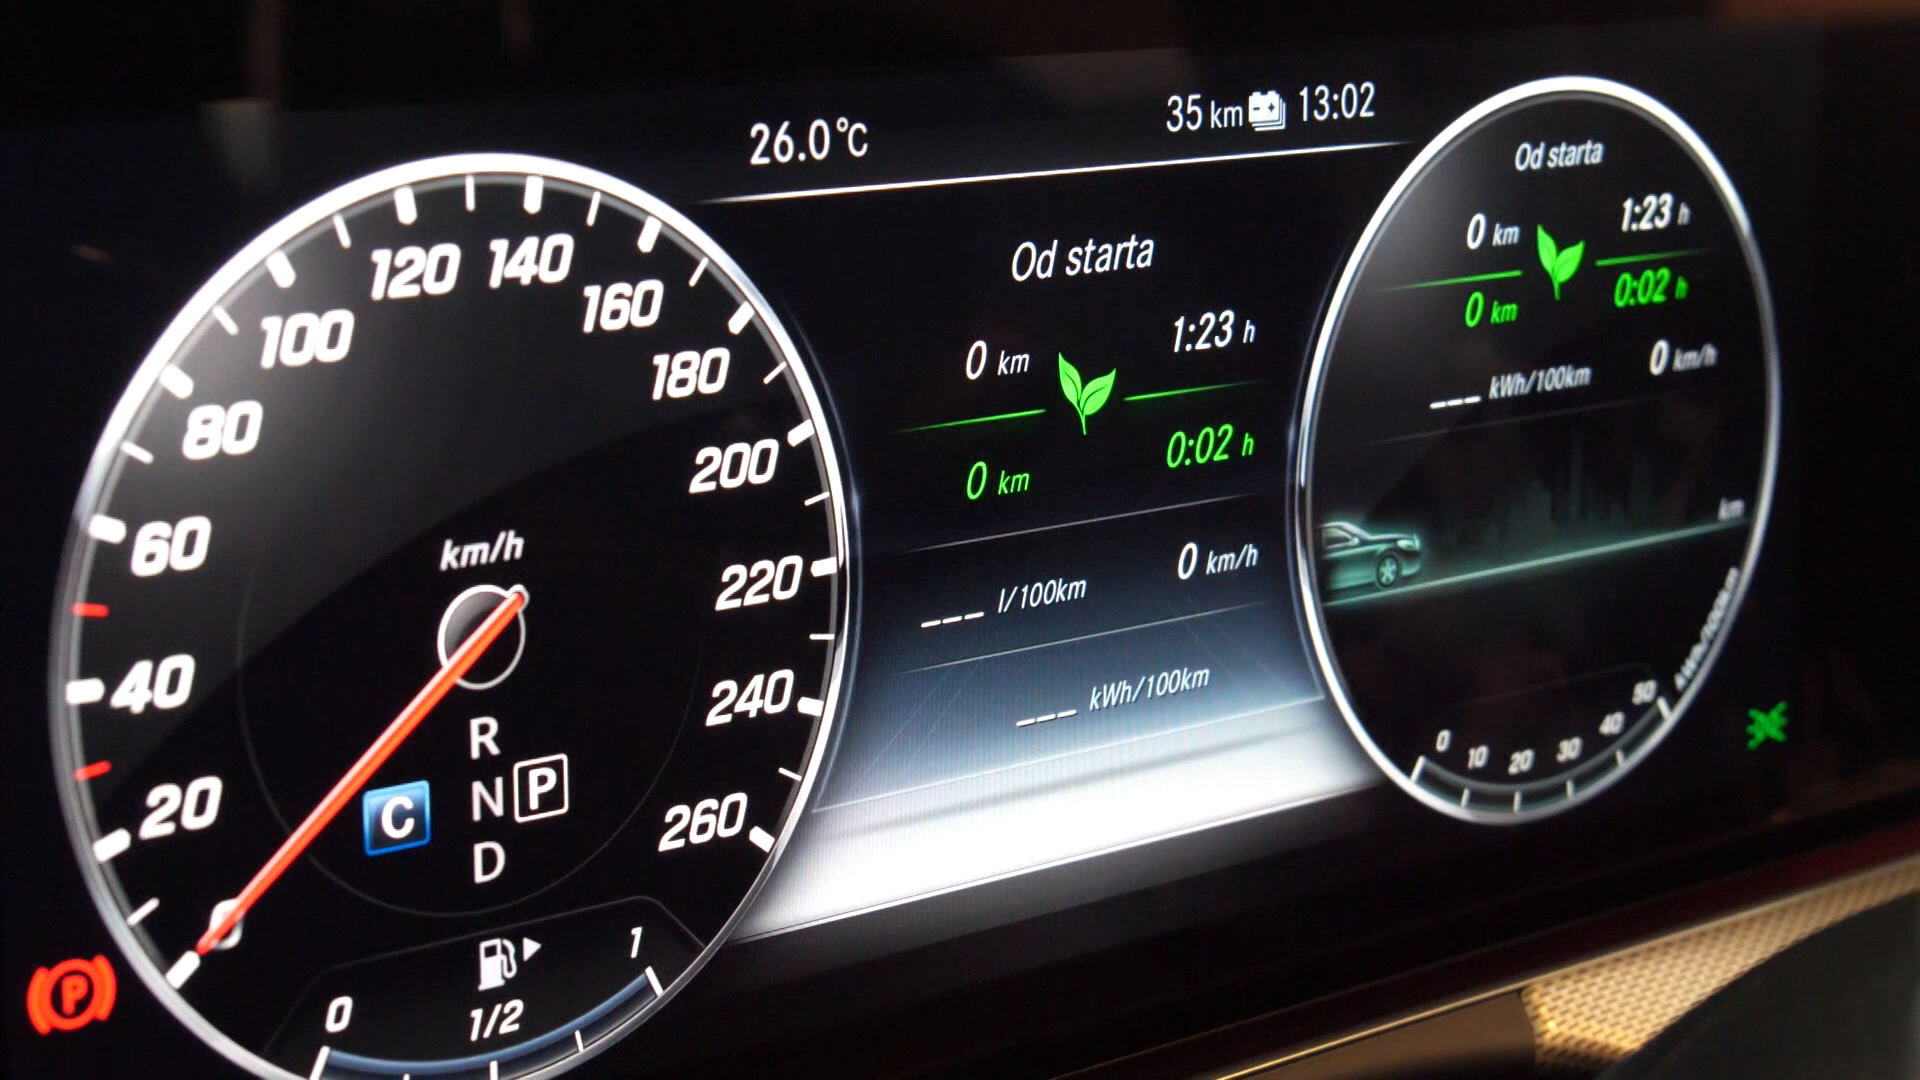 26.0°C
35 km 13:02
120 140
100 160
80 180
60 200
40 220
20 240
0 260
km/h
R
C N P
D
0 1/2 1
P
Od starta
0 km 1:23 h
0 km 0:02 h
___ l/100km 0 km/h
___ kWh/100km
Od starta
0 km 1:23 h
0 km 0:02 h
___ kWh/100km 0 km/h
km
0 10 20 30 40 50
kWh/100km